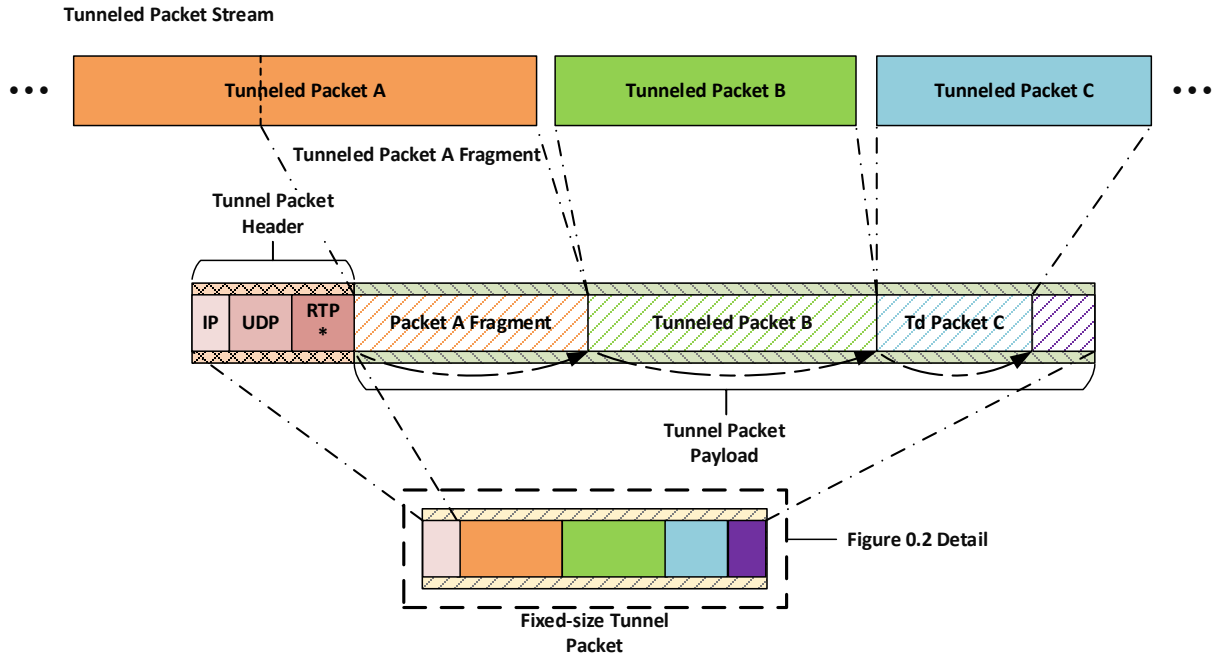 Tunneled Packet Stream
Tunneled Packet A
Tunneled Packet B
Tunneled Packet C
Tunneled Packet A Fragment
Tunnel Packet
Header
IP
UDP
RTP
*
Packet A Fragment
Tunneled Packet B
Td Packet C
Tunnel Packet
Payload
Figure 0.2 Detail
Fixed-size Tunnel
Packet